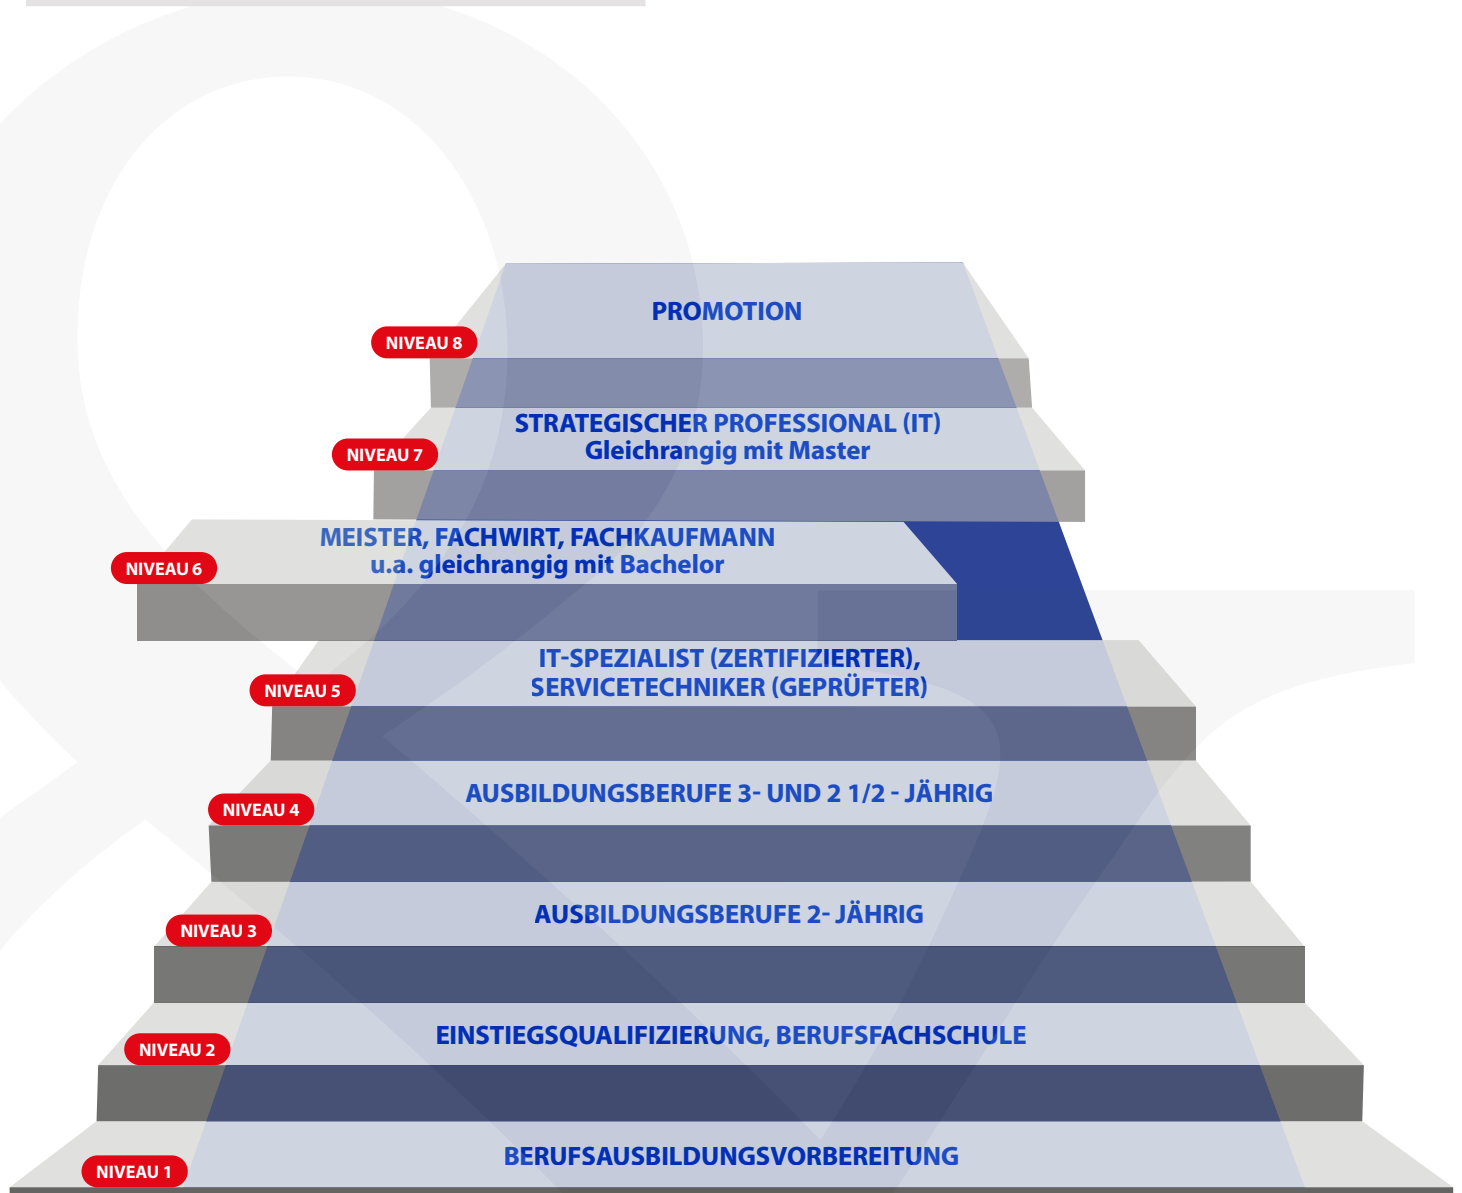 PROMOTION
NIVEAU 8
STRATEGISCHER PROFESSIONAL (IT)
Gleichrangig mit Master
NIVEAU 7
MEISTER, FACHWIRT, FACHKAUFMANN
u.a. gleichrangig mit Bachelor
NIVEAU 6
IT-SPEZIALIST (ZERTIFIZIERTER),
SERVICETECHNIKER (GEPRÜFTER)
NIVEAU 5
AUSBILDUNGSBERUFE 3- UND 2 1/2 - JÄHRIG
NIVEAU 4
AUSBILDUNGSBERUFE 2- JÄHRIG
NIVEAU 3
EINSTIEGSQUALIFIZIERUNG, BERUFSFACHSCHULE
NIVEAU 2
BERUFSAUSBILDUNGSVORBEREITUNG
NIVEAU 1